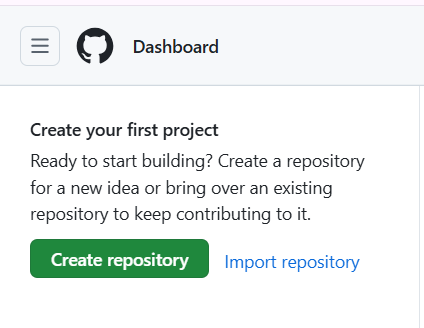 Dashboard
Create your first project
Ready to start building? Create a repository
for a new idea or bring over an existing
repository to keep contributing to it.
Create repository
Import repository